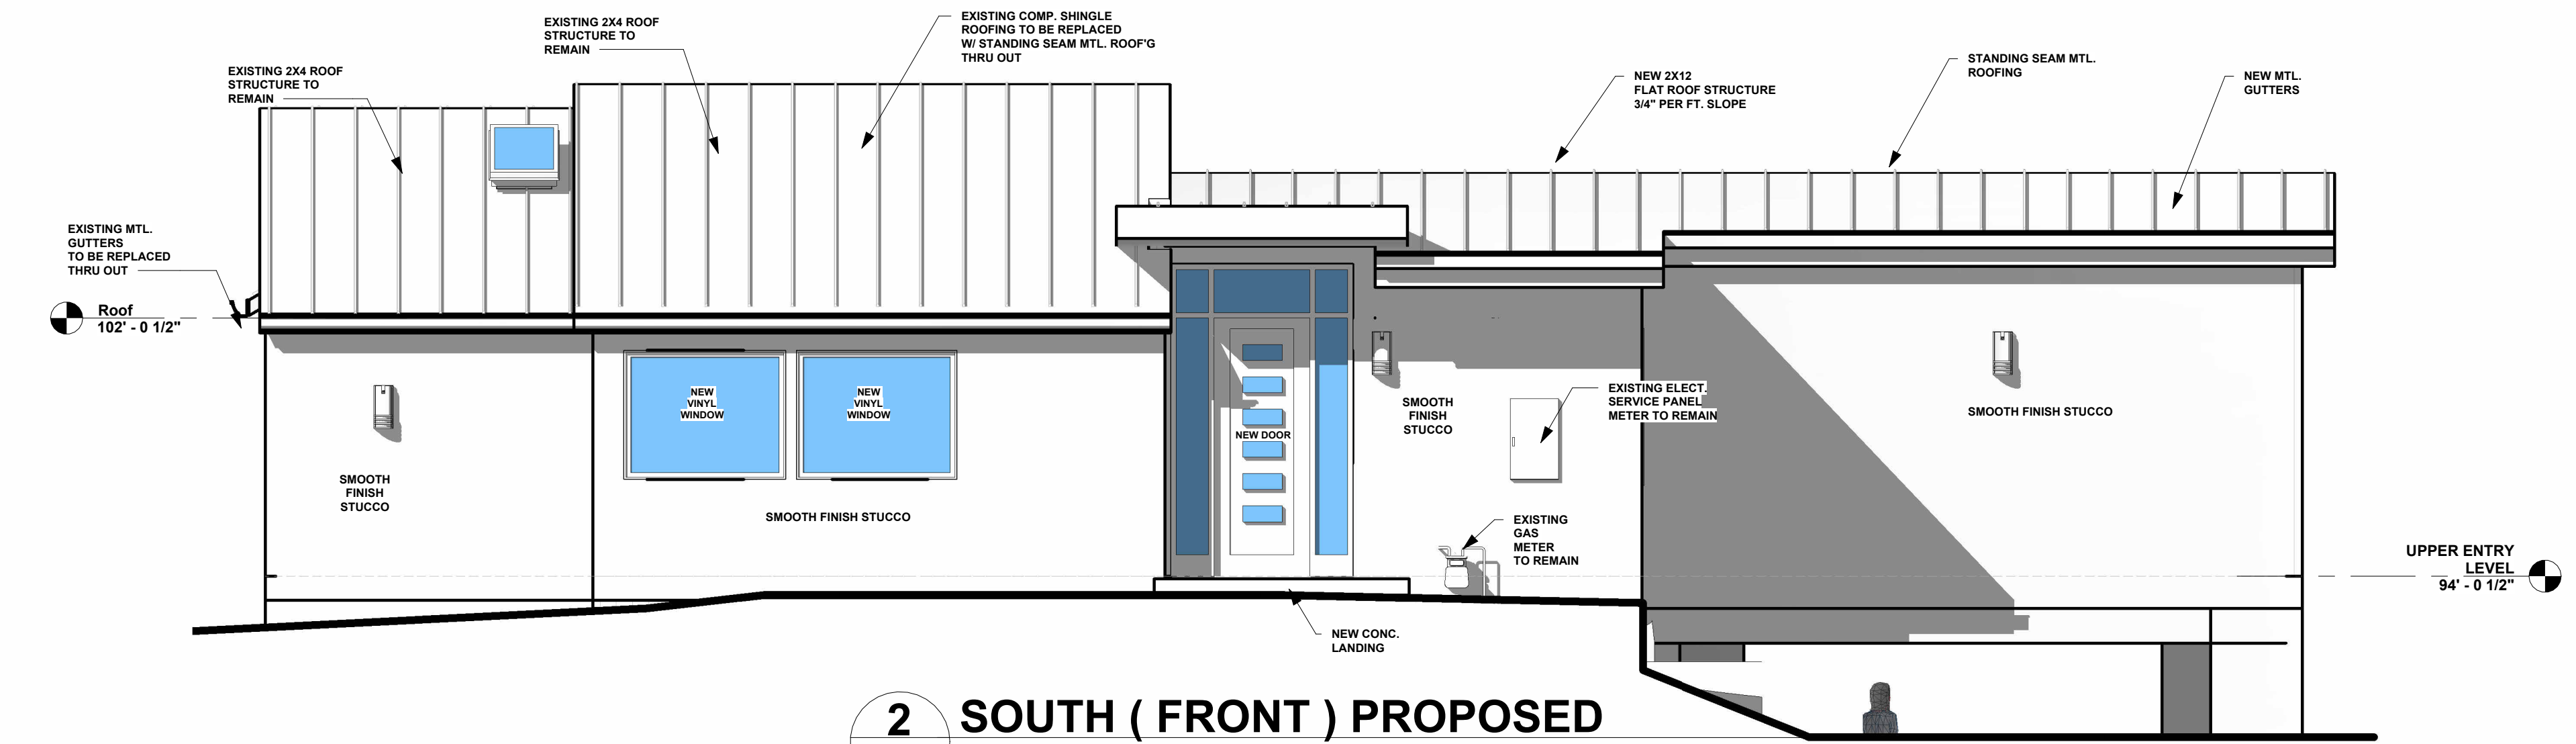 EXISTING 2X4 ROOF
STRUCTURE TO
REMAIN
EXISTING 2X4 ROOF
STRUCTURE TO
REMAIN
EXISTING COMP. SHINGLE
ROOFING TO BE REPLACED
W/ STANDING SEAM MTL. ROOF'G
THRU OUT
NEW 2X12
FLAT ROOF STRUCTURE
3/4" PER FT. SLOPE
STANDING SEAM MTL.
ROOFING
NEW MTL.
GUTTERS
EXISTING MTL.
GUTTERS
TO BE REPLACED
THRU OUT
Roof
102' - 0 1/2"
NEW
VINYL
WINDOW
NEW
VINYL
WINDOW
SMOOTH
FINISH
STUCCO
SMOOTH FINISH STUCCO
NEW DOOR
SMOOTH
FINISH
STUCCO
EXISTING ELECT.
SERVICE PANEL
METER TO REMAIN
SMOOTH FINISH STUCCO
EXISTING
GAS
METER
TO REMAIN
UPPER ENTRY
LEVEL
94' - 0 1/2"
NEW CONC.
LANDING
2
SOUTH ( FRONT ) PROPOSED